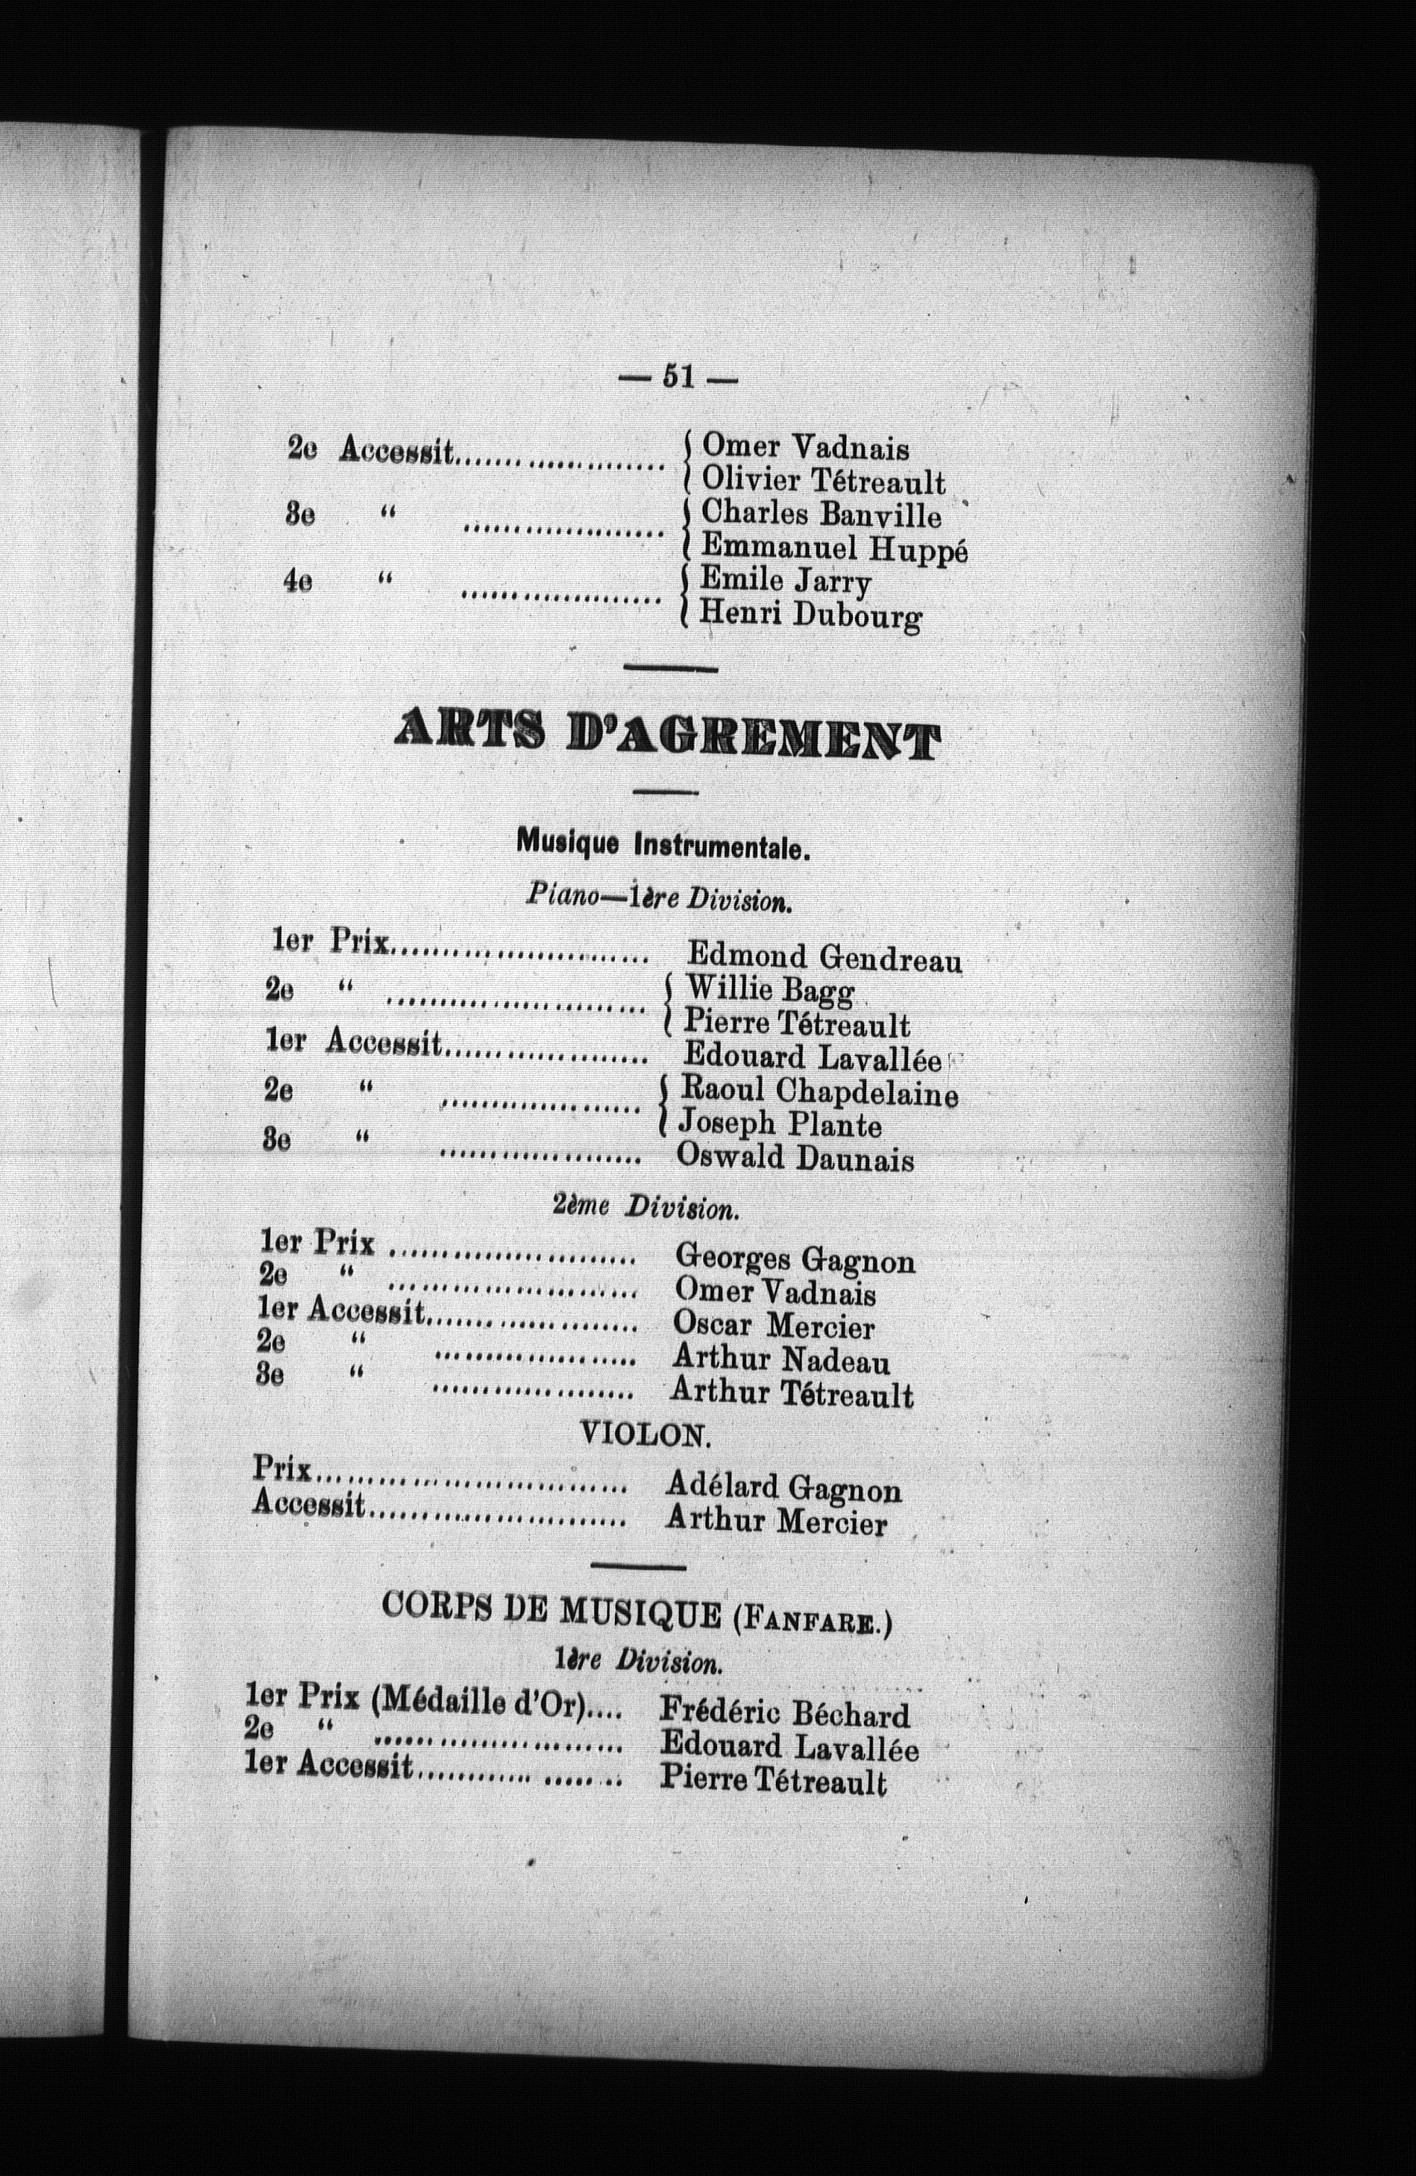 — 51 —
2e Accessit..................... { Omer Vadnais
{ Olivier Tétreault
3e “ .................... { Charles Banville
{ Emmanuel Huppé
4e “ .................... { Emile Jarry
{ Henri Dubourg
ARTS D'AGREMENT
Musique Instrumentale.
Piano—1ère Division.
1er Prix.......................... Edmond Gendreau
2e “ .......................... { Willie Bagg
{ Pierre Tétreault
1er Accessit.................... Edouard Lavallée
2e “ .................... { Raoul Chapdelaine
{ Joseph Plante
3e “ .................... Oswald Daunais
2ème Division.
1er Prix ......................... Georges Gagnon
2e “ ......................... Omer Vadnais
1er Accessit..................... Oscar Mercier
2e “ .................... Arthur Nadeau
3e “ .................... Arthur Tétreault
VIOLON.
Prix............................... Adélard Gagnon
Accessit.......................... Arthur Mercier
CORPS DE MUSIQUE (FANFARE.)
1ère Division.
1er Prix (Médaille d'Or).... Frédéric Béchard
2e “ ......................... Edouard Lavallée
1er Accessit............ ........ Pierre Tétreault